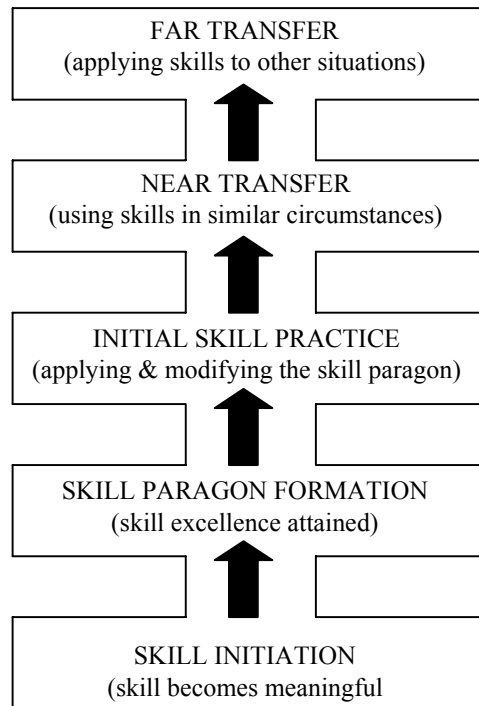 FAR TRANSFER
(applying skills to other situations)
NEAR TRANSFER
(using skills in similar circumstances)
INITIAL SKILL PRACTICE
(applying & modifying the skill paragon)
SKILL PARAGON FORMATION
(skill excellence attained)
SKILL INITIATION
(skill becomes meaningful